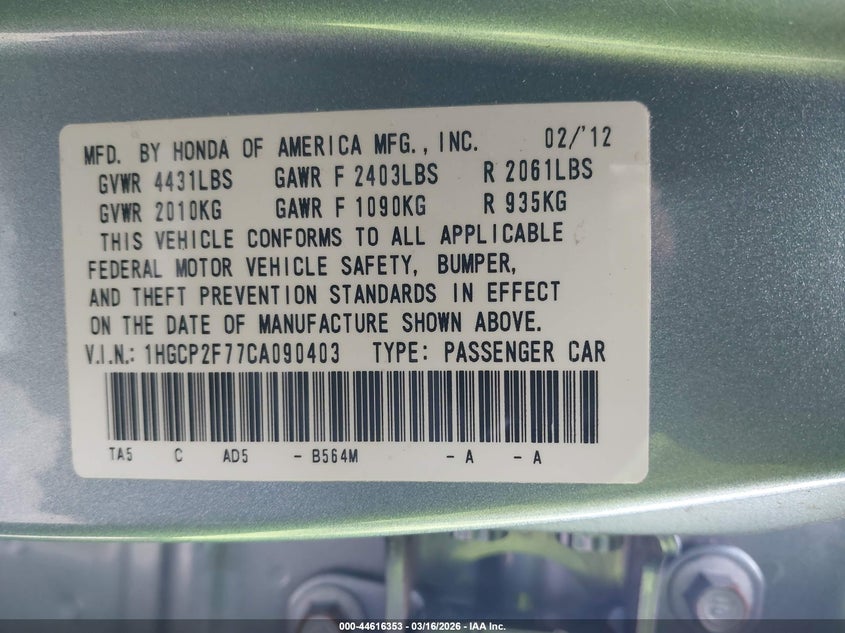 MFD. BY HONDA OF AMERICA MFG., INC. 02/'12
GVWR 4431LBS GAWR F 2403LBS R 2061LBS
GVWR 2010KG GAWR F 1090KG R 935KG
THIS VEHICLE CONFORMS TO ALL APPLICABLE
FEDERAL MOTOR VEHICLE SAFETY, BUMPER,
AND THEFT PREVENTION STANDARDS IN EFFECT
ON THE DATE OF MANUFACTURE SHOWN ABOVE.
V.I.N.: 1HGCP2F77CA090403 TYPE: PASSENGER CAR
TA5 C AD5 - B564M - A - A
000-44616353 - 03/16/2026 - IAA Inc.